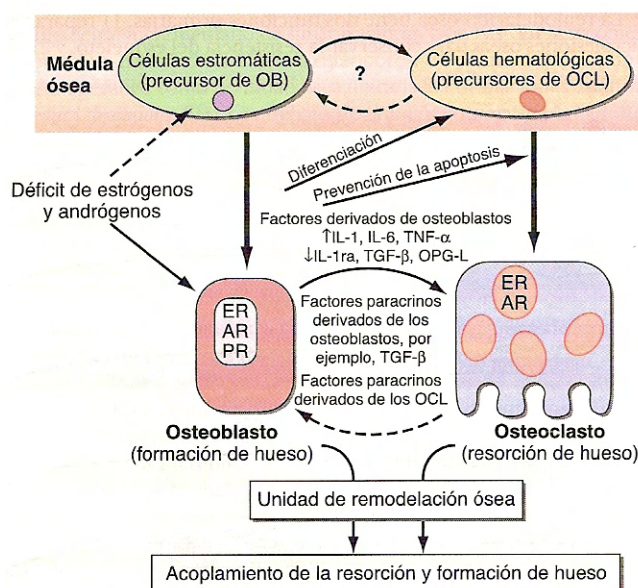 Médula
ósea
Células estromáticas
(precursor de OB)
?
Células hematológicas
(precursores de OCL)
Diferenciación
Prevención de la apoptosis
Déficit de estrógenos
y andrógenos
Factores derivados de osteoblastos
↑IL-1, IL-6, TNF-α
↓IL-1ra, TGF-β, OPG-L
ER
AR
PR
Factores paracrinos
derivados de los
osteoblastos, por
ejemplo, TGF-β
Factores paracrinos
derivados de los OCL
ER
AR
Osteoblasto
(formación de hueso)
Osteoclasto
(resorción de hueso)
Unidad de remodelación ósea
Acoplamiento de la resorción y formación de hueso